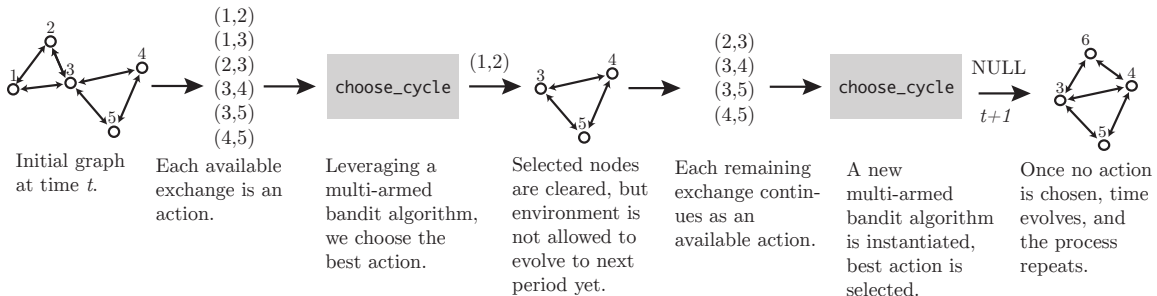 1
2
3
4
5
(1,2)
(1,3)
(2,3)
(3,4)
(3,5)
(4,5)
choose_cycle
(1,2)
3
4
5
(2,3)
(3,4)
(3,5)
(4,5)
choose_cycle
NULL
t+1
6
3
4
5
Initial graph
at time t.
Each available
exchange is an
action.
Leveraging a
multi-armed
bandit algorithm,
we choose the
best action.
Selected nodes
are cleared, but
environment is
not allowed to
evolve to next
period yet.
Each remaining
exchange contin-
ues as an
available action.
A new
multi-armed
bandit algorithm
is instantiated,
best action is
selected.
Once no action
is chosen, time
evolves, and
the process
repeats.